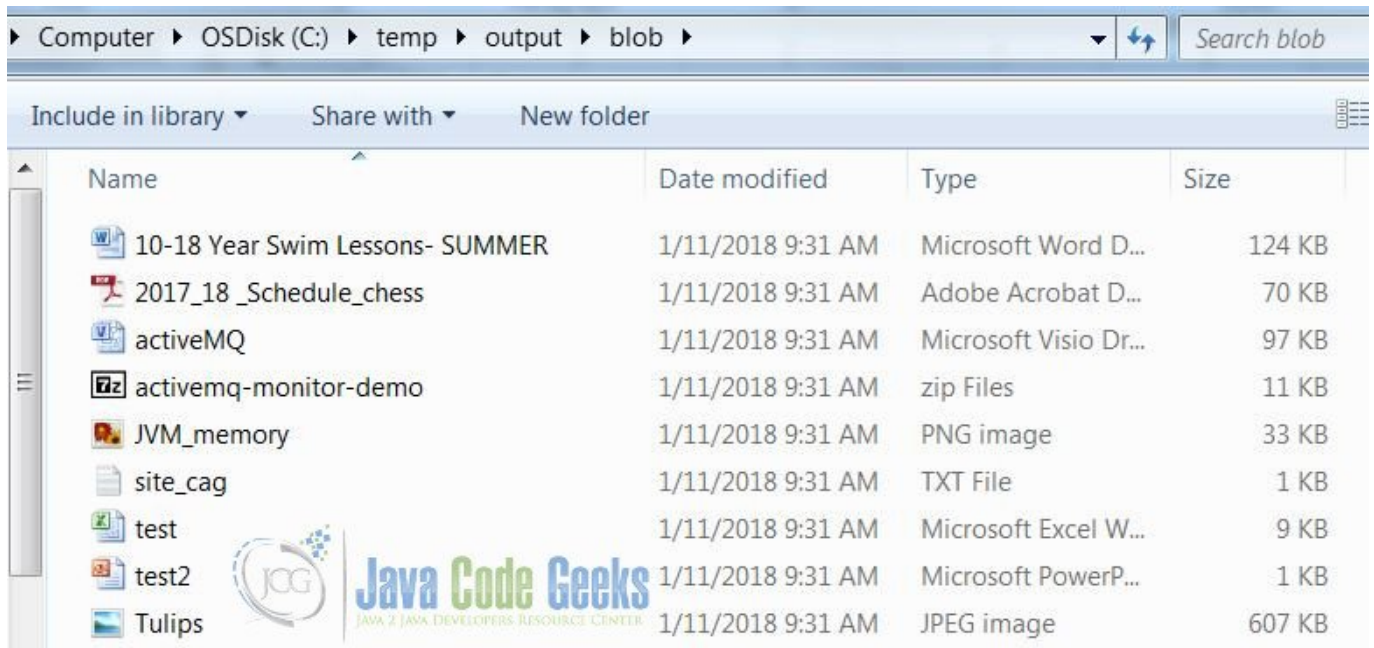 Computer OSDisk (C:) temp output blob Search blob
Include in library Share with New folder
Name Date modified Type Size
10-18 Year Swim Lessons- SUMMER 1/11/2018 9:31 AM Microsoft Word D... 124 KB
2017_18 _Schedule_chess 1/11/2018 9:31 AM Adobe Acrobat D... 70 KB
activeMQ 1/11/2018 9:31 AM Microsoft Visio Dr... 97 KB
7z activemq-monitor-demo 1/11/2018 9:31 AM zip Files 11 KB
JVM_memory 1/11/2018 9:31 AM PNG image 33 KB
site_cag 1/11/2018 9:31 AM TXT File 1 KB
test 1/11/2018 9:31 AM Microsoft Excel W... 9 KB
test2 1/11/2018 9:31 AM Microsoft PowerP... 1 KB
JCG Java Code Geeks
JAVA 2 JAVA DEVELOPERS RESOURCE CENTER
Tulips 1/11/2018 9:31 AM JPEG image 607 KB